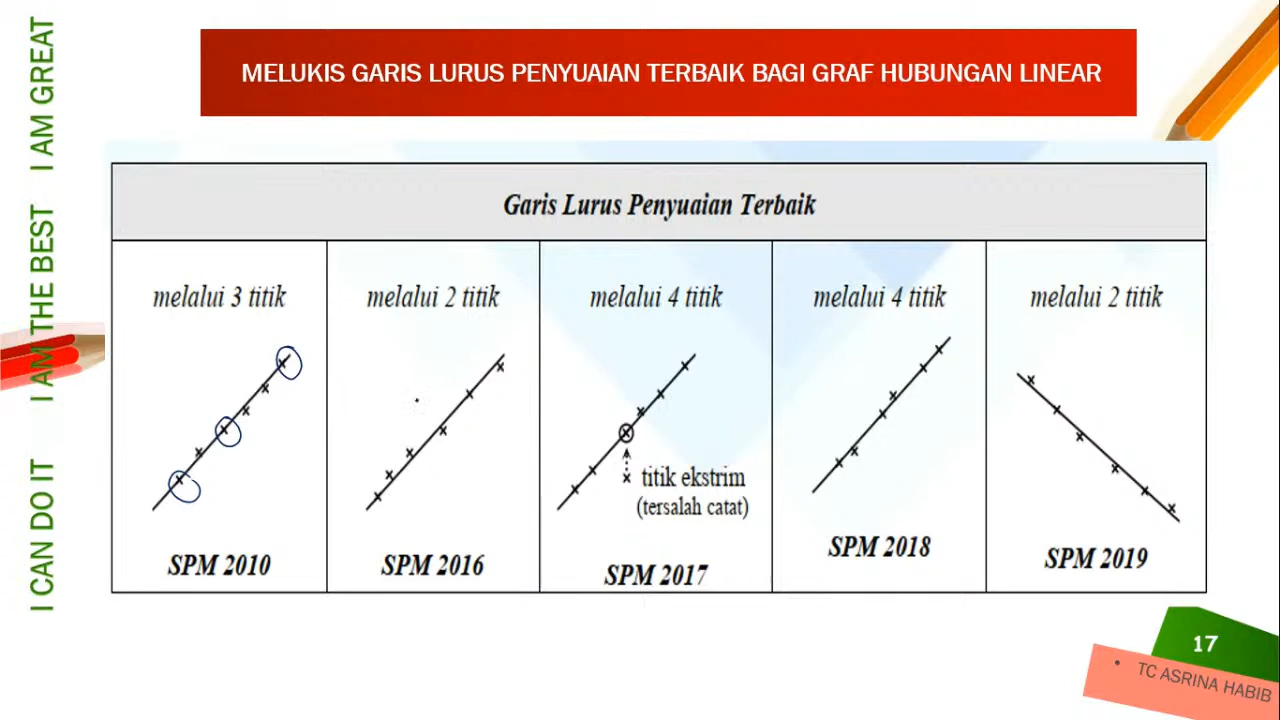 I CAN DO IT I AM THE BEST I AM GREAT
MELUKIS GARIS LURUS PENYUAIAN TERBAIK BAGI GRAF HUBUNGAN LINEAR
Garis Lurus Penyuaian Terbaik
melalui 3 titik
SPM 2010
melalui 2 titik
SPM 2016
melalui 4 titik
titik ekstrim
(tersalah catat)
SPM 2017
melalui 4 titik
SPM 2018
melalui 2 titik
SPM 2019
17
• TC ASRINA HABIB